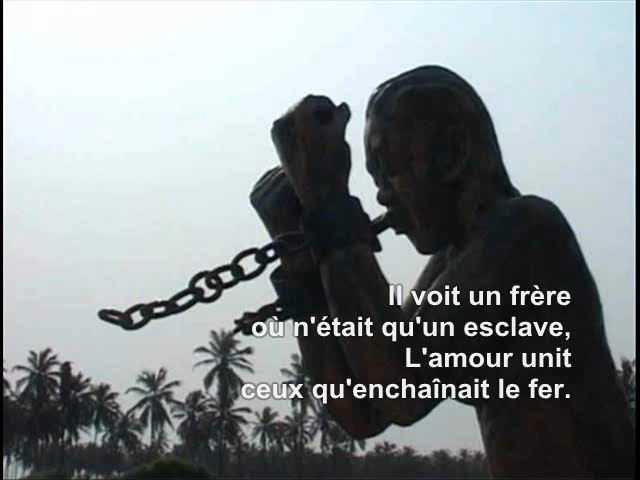 Il voit un frère
où n'était qu'un esclave,
L'amour unit
ceux qu'enchaînait le fer.